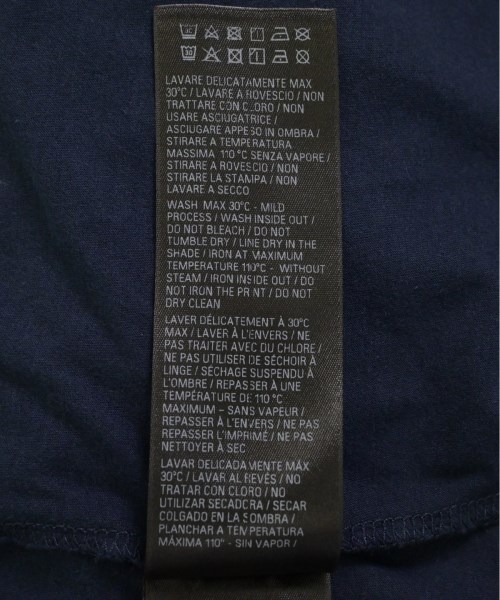 LAVARE DELICATAMENTE MAX
30°C / LAVARE A ROVESCIO / NON
TRATTARE CON CLORO / NON
USARE ASCIUGATRICE /
ASCIUGARE APPESO IN OMBRA /
STIRARE A TEMPERATURA
MASSIMA 110°C SENZA VAPORE /
STIRARE A ROVESCIO / NON
STIRARE LA STAMPA / NON
LAVARE A SECCO
WASH MAX 30°C - MILD
PROCESS / WASH INSIDE OUT /
DO NOT BLEACH / DO NOT
TUMBLE DRY / LINE DRY IN THE
SHADE / IRON AT MAXIMUM
TEMPERATURE 110°C - WITHOUT
STEAM / IRON INSIDE OUT / DO
NOT IRON THE PRINT / DO NOT
DRY CLEAN
LAVER DÉLICATEMENT À 30°C
MAX / LAVER À L'ENVERS / NE
PAS TRAITER AVEC DU CHLORE /
NE PAS UTILISER DE SÉCHOIR À
LINGE / SÉCHAGE SUSPENDU À
L'OMBRE / REPASSER À UNE
TEMPÉRATURE DE 110°C
MAXIMUM - SANS VAPEUR /
REPASSER À L'ENVERS / NE PAS
REPASSER L'IMPRIMÉ / NE PAS
NETTOYER À SEC
LAVAR DELICADAMENTE MÁX
30°C / LAVAR AL REVÉS / NO
TRATAR CON CLORO / NO
UTILIZAR SECADORA / SECAR
COLGADO EN LA SOMBRA /
PLANCHAR A TEMPERATURA
MÁXIMA 110° - SIN VAPOR /